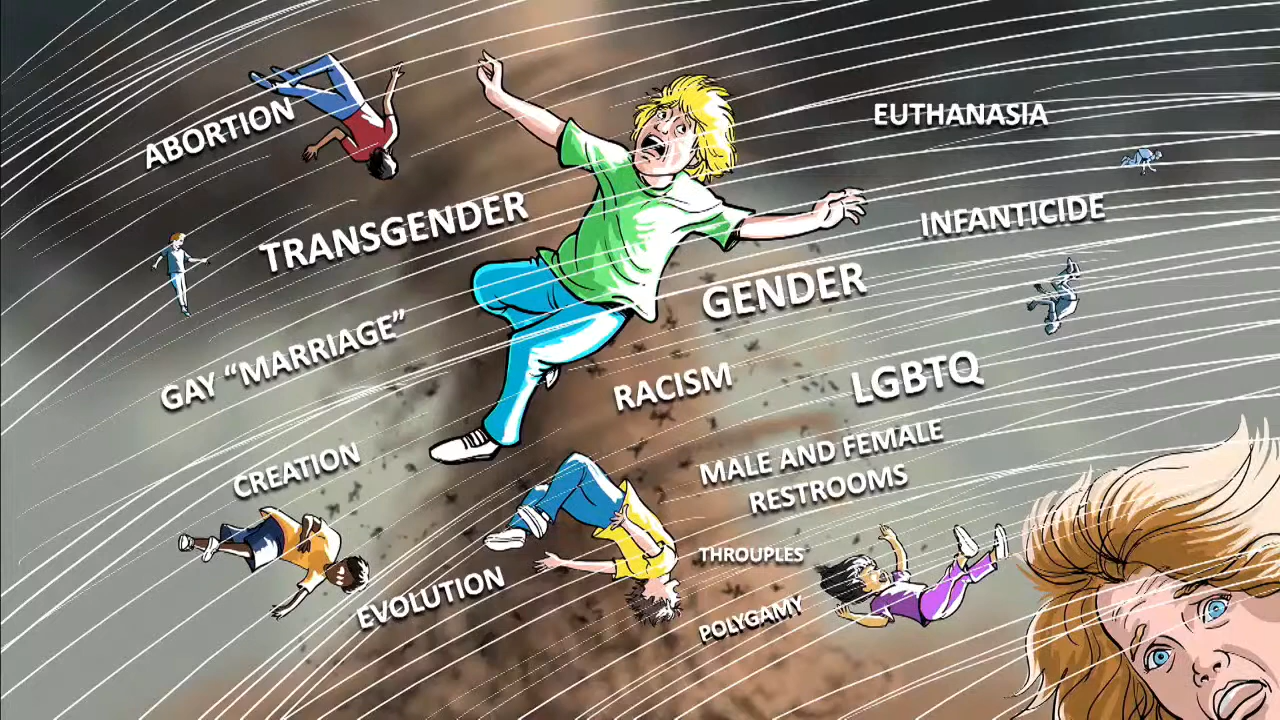 ABORTION
EUTHANASIA
TRANSGENDER
INFANTICIDE
GENDER
GAY “MARRIAGE”
RACISM
LGBTQ
CREATION
MALE AND FEMALE
RESTROOMS
THROUPLES
EVOLUTION
POLYGAMY